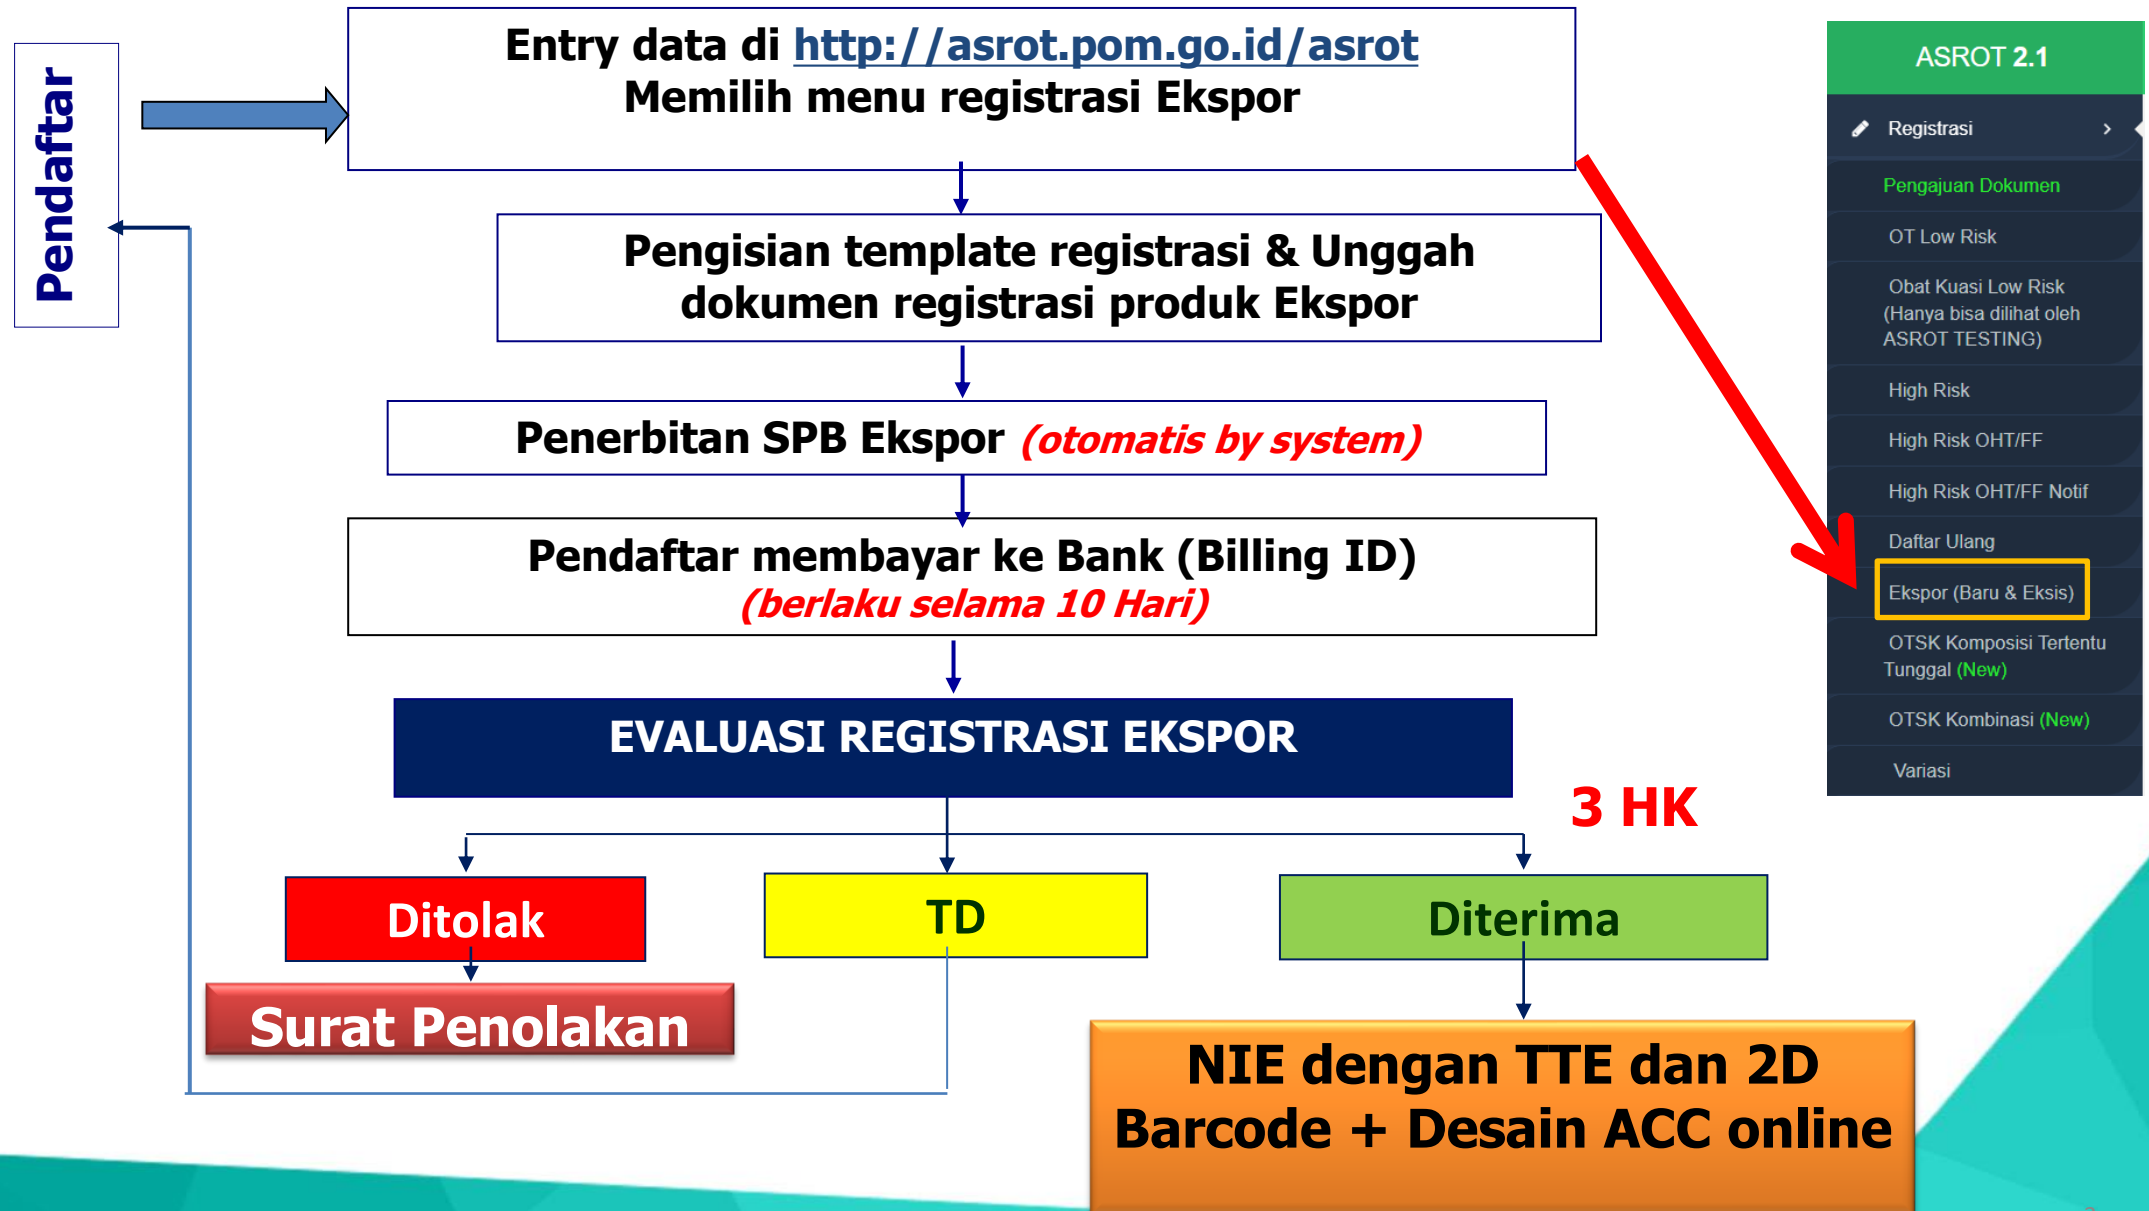 Pendaftar
Entry data di http://asrot.pom.go.id/asrot
Memilih menu registrasi Ekspor
Pengisian template registrasi & Unggah
dokumen registrasi produk Ekspor
Penerbitan SPB Ekspor (otomatis by system)
Pendaftar membayar ke Bank (Billing ID)
(berlaku selama 10 Hari)
EVALUASI REGISTRASI EKSPOR
3 HK
Ditolak
TD
Diterima
Surat Penolakan
NIE dengan TTE dan 2D
Barcode + Desain ACC online
ASROT 2.1
Registrasi
Pengajuan Dokumen
OT Low Risk
Obat Kuasi Low Risk
(Hanya bisa dilihat oleh
ASROT TESTING)
High Risk
High Risk OHT/FF
High Risk OHT/FF Notif
Daftar Ulang
Ekspor (Baru & Eksis)
OTSK Komposisi Tertentu
Tunggal (New)
OTSK Kombinasi (New)
Variasi